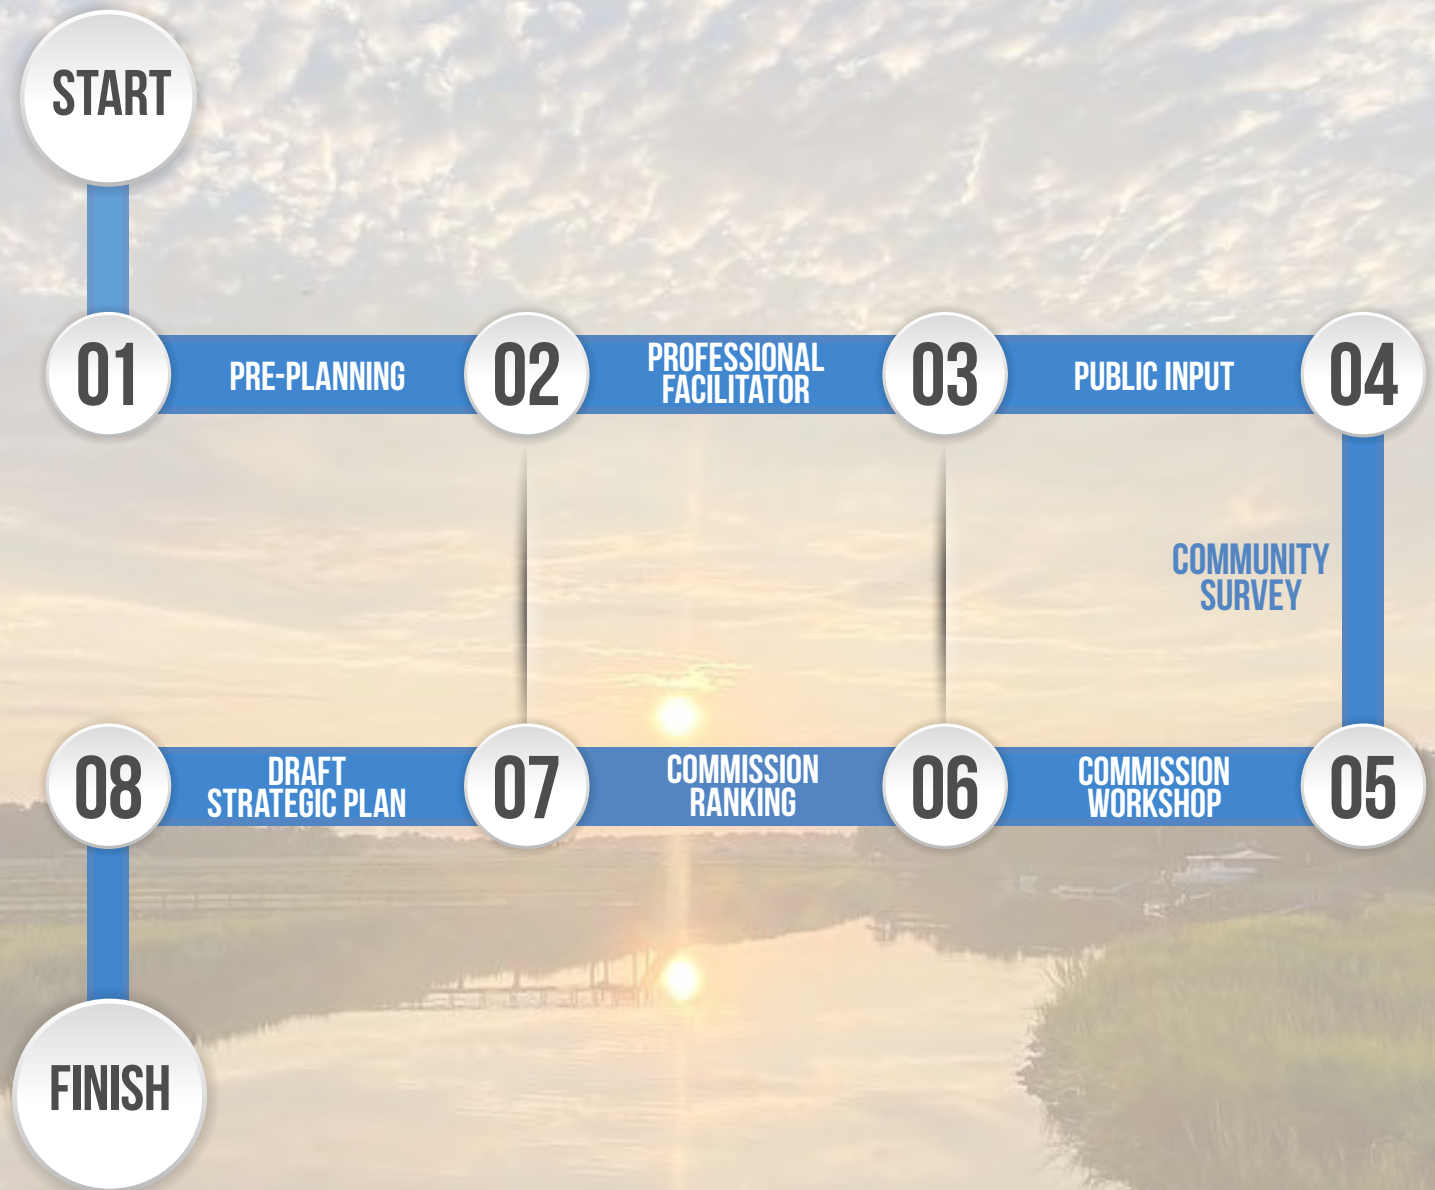 START
01
PRE-PLANNING
02
PROFESSIONAL
FACILITATOR
03
PUBLIC INPUT
04
COMMUNITY
SURVEY
05
COMMISSION
WORKSHOP
06
COMMISSION
RANKING
07
DRAFT
STRATEGIC PLAN
08
FINISH